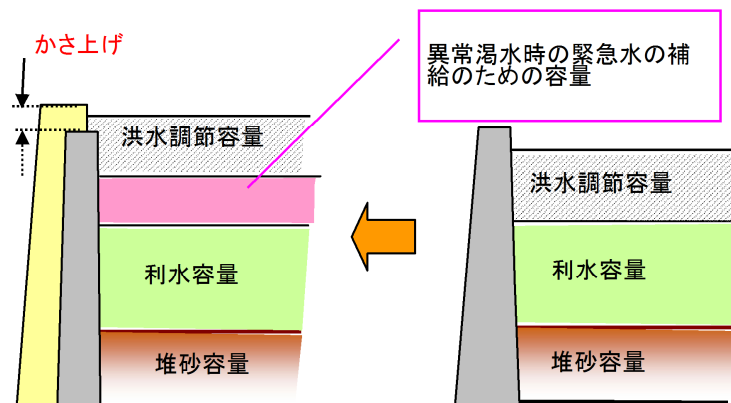 かさ上げ
異常渇水時の緊急水の補
給のための容量
洪水調節容量
利水容量
堆砂容量
洪水調節容量
利水容量
堆砂容量